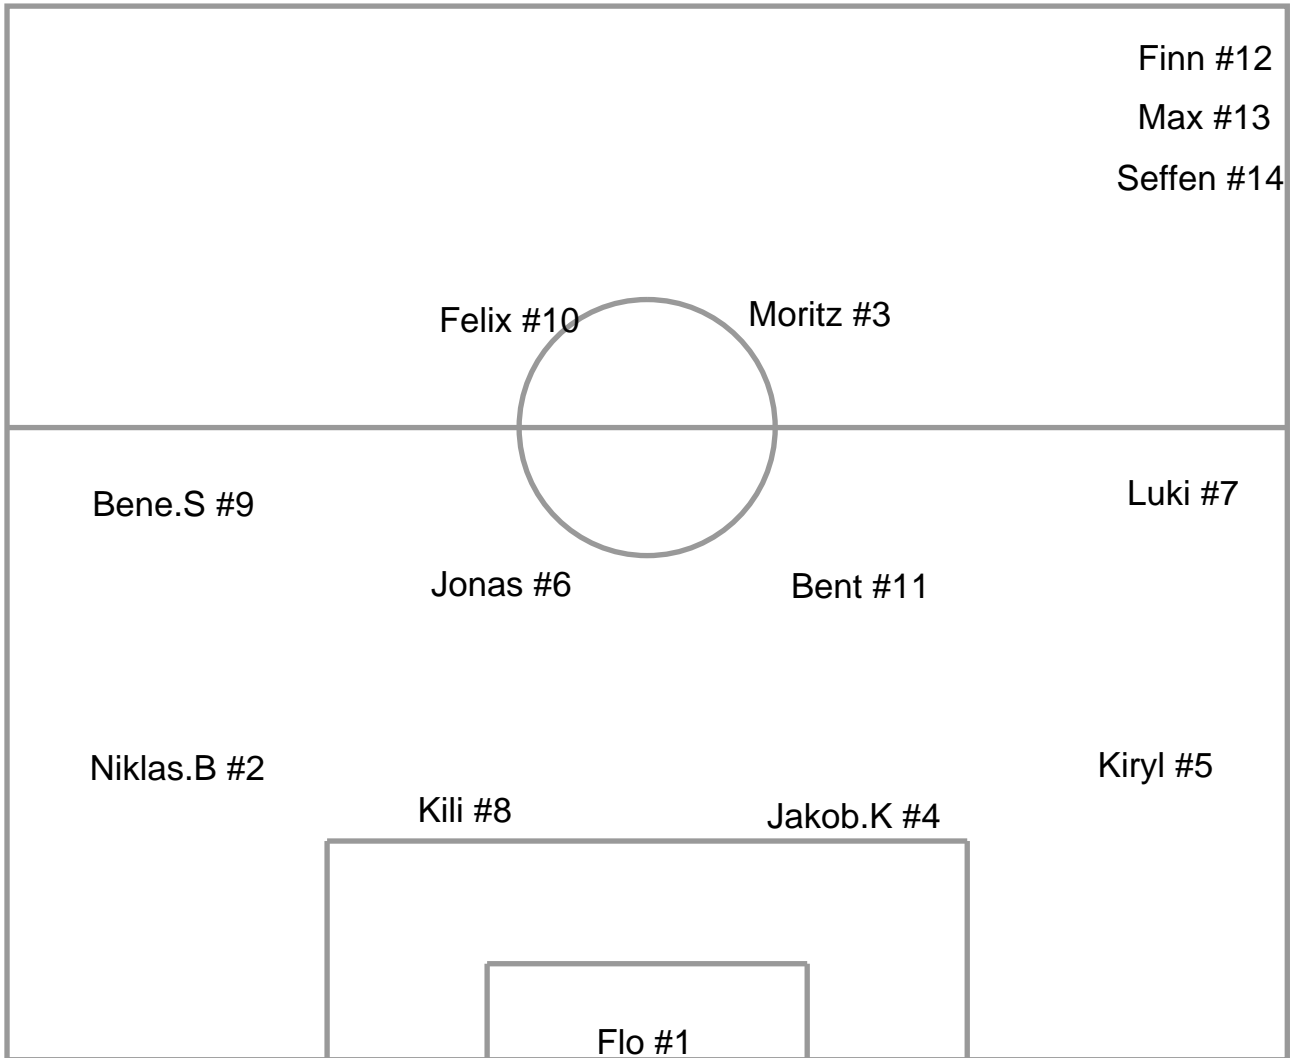 Finn #12
Max #13
Seffen #14
Felix #10
Moritz #3
Bene.S #9
Luki #7
Jonas #6
Bent #11
Niklas.B #2
Kiryl #5
Kili #8
Jakob.K #4
Flo #1